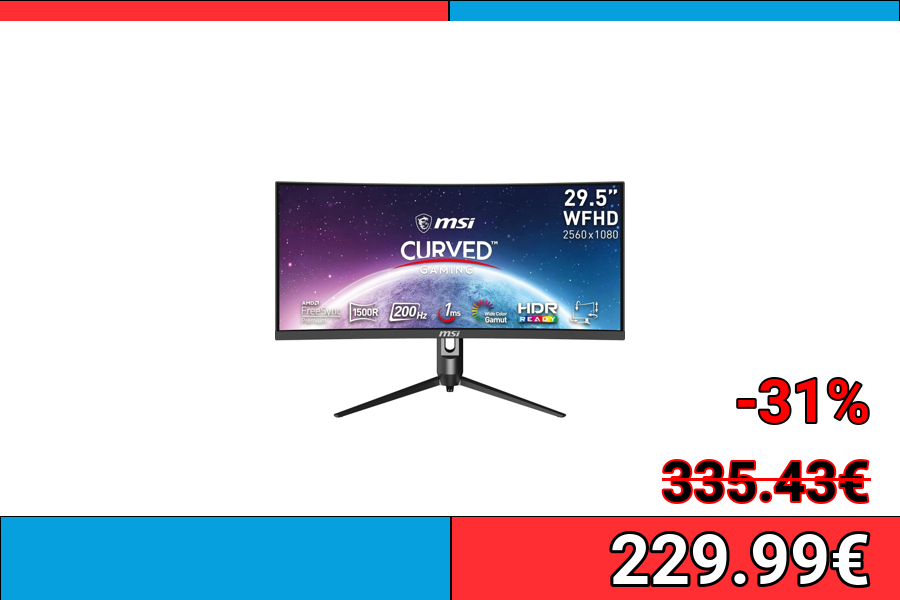 29.5”
WFHD
2560x1080
msi
CURVED™
GAMING
AMD
FreeSync
Premium
1500R
200Hz
1ms
Wide Color
Gamut
HDR
READY
msi
-31%
335.43€
229.99€